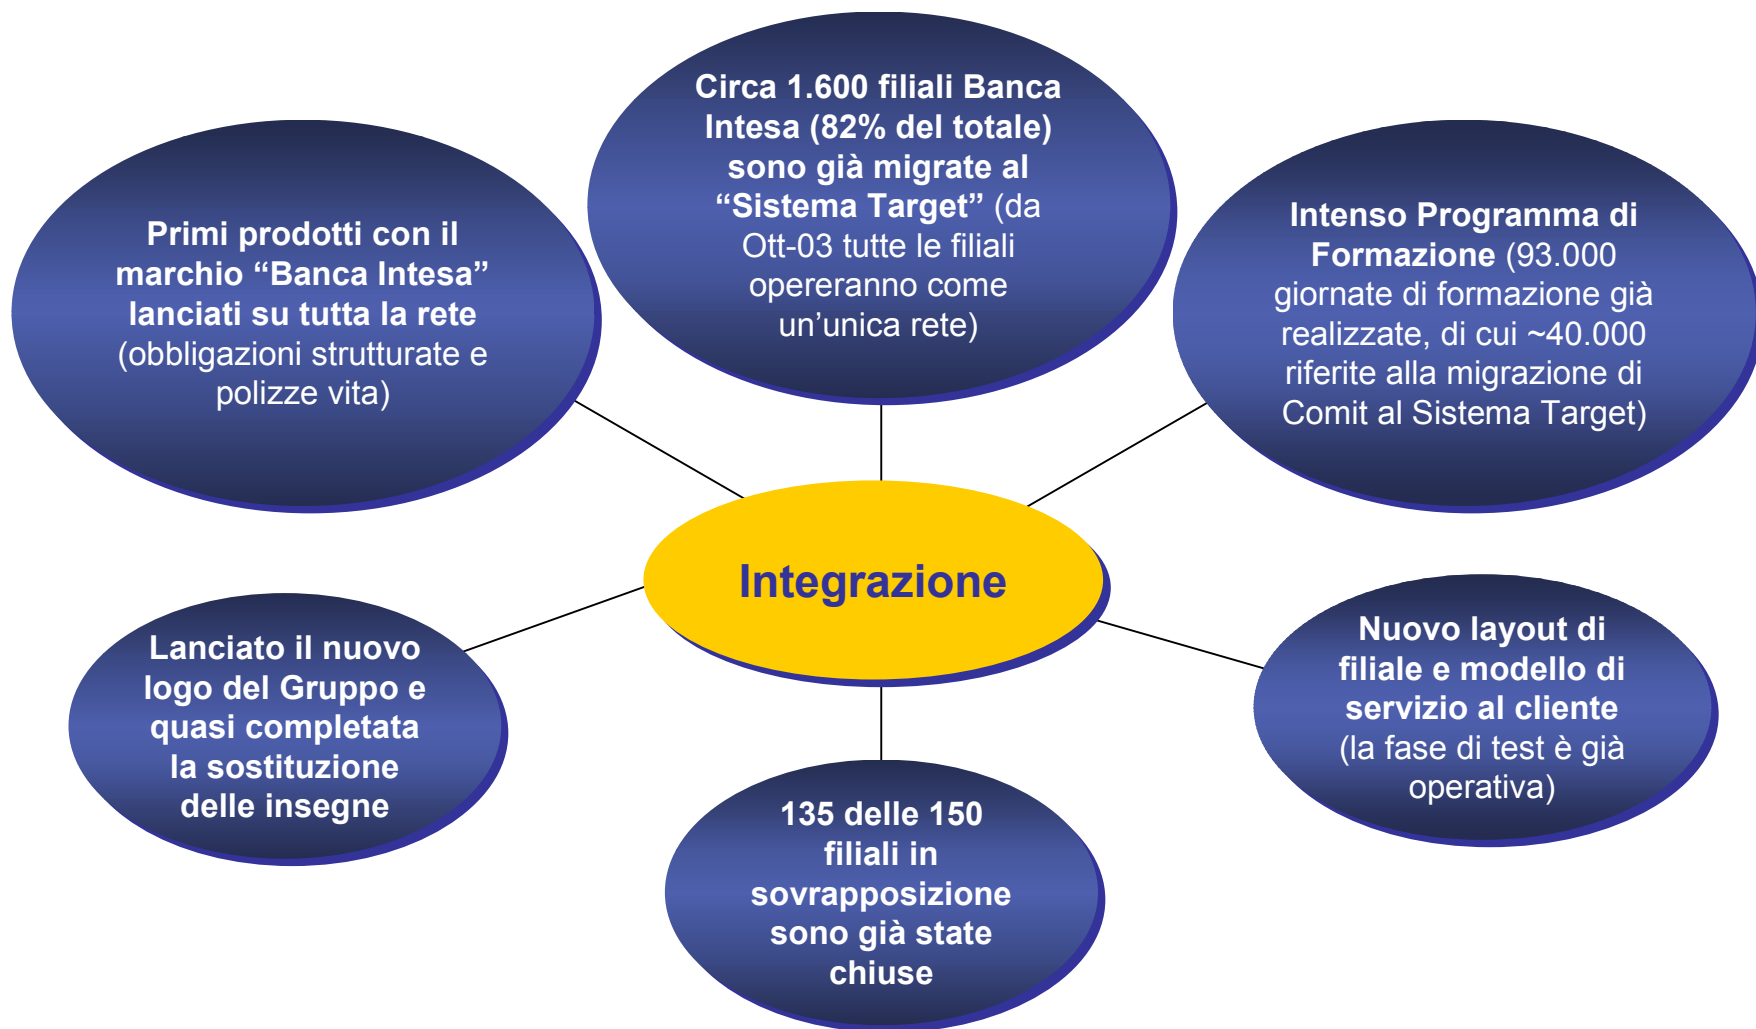 Circa 1.600 filiali Banca
Intesa (82% del totale)
sono già migrate al
“Sistema Target” (da
Ott-03 tutte le filiali
opereranno come
un’unica rete)
Primi prodotti con il
marchio “Banca Intesa”
lanciati su tutta la rete
(obbligazioni strutturate e
polizze vita)
Intenso Programma di
Formazione (93.000
giornate di formazione già
realizzate, di cui ~40.000
riferite alla migrazione di
Comit al Sistema Target)
Integrazione
Lanciato il nuovo
logo del Gruppo e
quasi completata
la sostituzione
delle insegne
Nuovo layout di
filiale e modello di
servizio al cliente
(la fase di test è già
operativa)
135 delle 150
filiali in
sovrapposizione
sono già state
chiuse